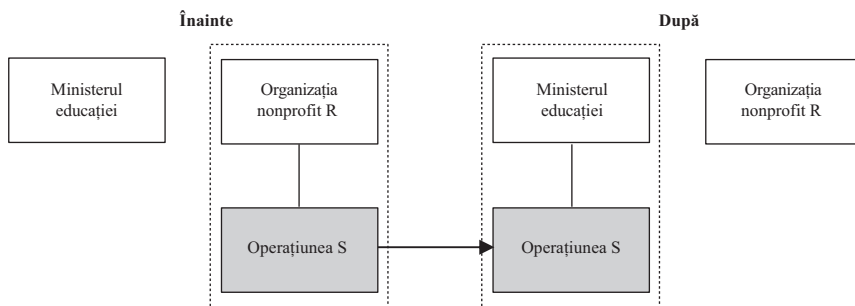 Înainte
După
Ministerul
educației
Organizația
nonprofit R
Ministerul
educației
Organizația
nonprofit R
Operațiunea S
Operațiunea S